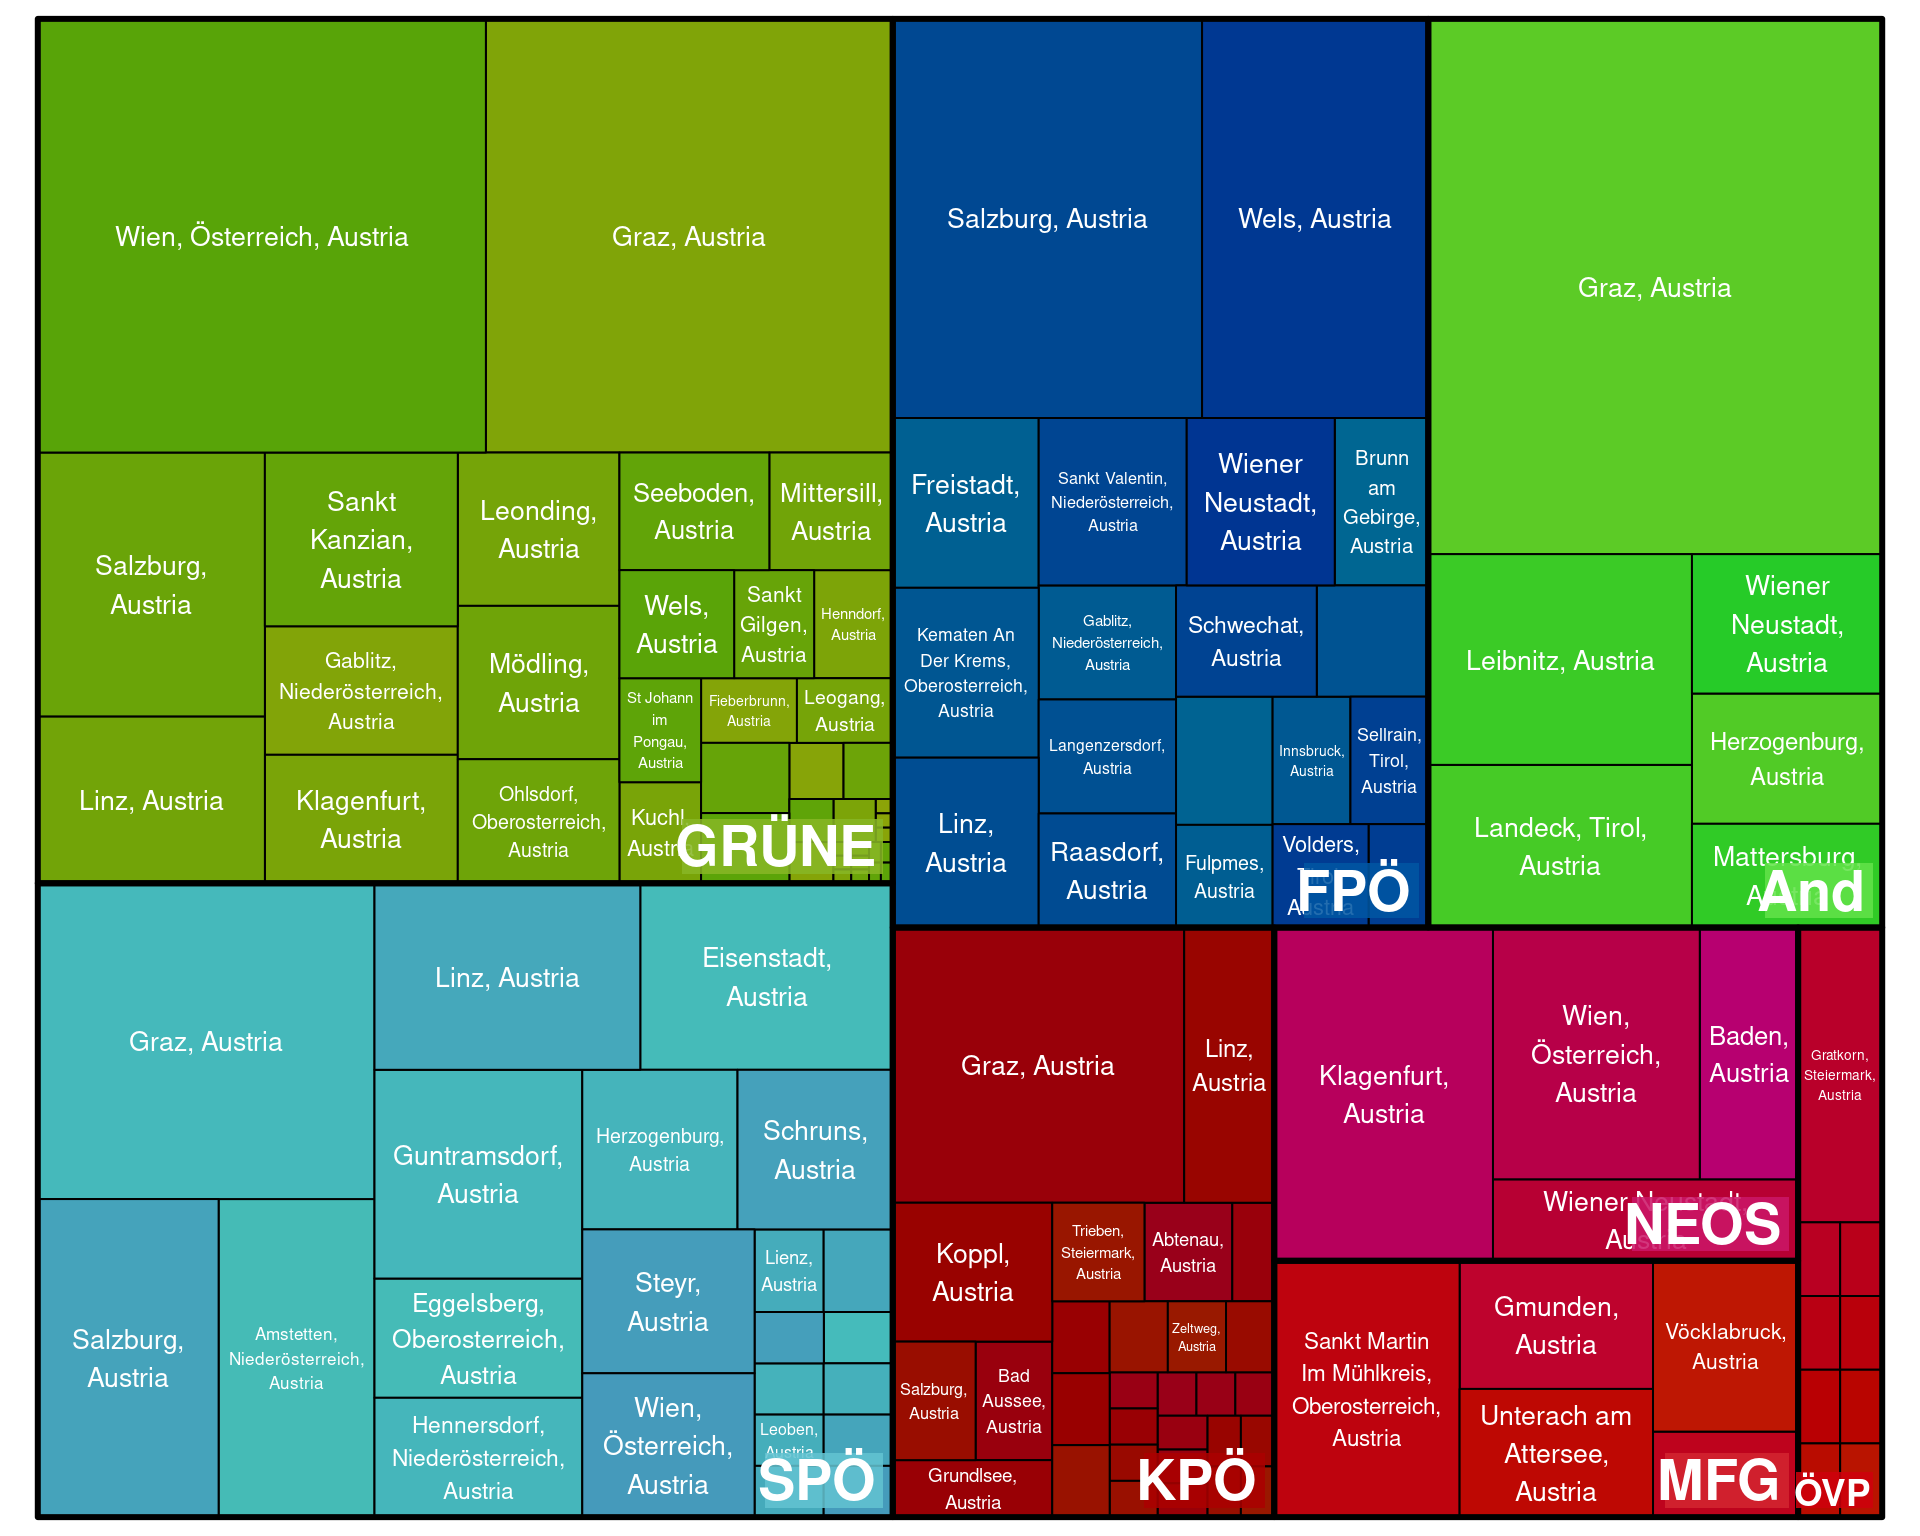 Wien, Österreich, Austria
Graz, Austria
Salzburg,
Austria
Linz, Austria
Sankt
Kanzian,
Austria
Gablitz,
Niederösterreich,
Austria
Klagenfurt,
Austria
Leonding,
Austria
Mödling,
Austria
Ohlsdorf,
Oberosterreich,
Austria
Seeboden,
Austria
Mittersill,
Austria
Wels,
Austria
Sankt
Gilgen,
Austria
Henndorf,
Austria
St Johann
im
Pongau,
Austria
Fieberbrunn,
Austria
Leogang,
Austria
Kuchl,
Austria
GRÜNE
Salzburg, Austria
Wels, Austria
Freistadt,
Austria
Kematen An
Der Krems,
Oberosterreich,
Austria
Linz,
Austria
Sankt Valentin,
Niederösterreich,
Austria
Wiener
Neustadt,
Austria
Brunn
am
Gebirge,
Austria
Gablitz,
Niederösterreich,
Austria
Schwechat,
Austria
Langenzersdorf,
Austria
Innsbruck,
Austria
Sellrain,
Tirol,
Austria
Raasdorf,
Austria
Fulpmes,
Austria
Volders,
Austria
FPÖ
Graz, Austria
Leibnitz, Austria
Landeck, Tirol,
Austria
Wiener
Neustadt,
Austria
Herzogenburg,
Austria
Mattersburg,
Austria
And
Graz, Austria
Salzburg,
Austria
Amstetten,
Niederösterreich,
Austria
Linz, Austria
Eisenstadt,
Austria
Guntramsdorf,
Austria
Herzogenburg,
Austria
Schruns,
Austria
Eggelsberg,
Oberosterreich,
Austria
Hennersdorf,
Niederösterreich,
Austria
Steyr,
Austria
Wien,
Österreich,
Austria
Lienz,
Austria
Leoben,
Austria
SPÖ
Graz, Austria
Linz,
Austria
Koppl,
Austria
Trieben,
Steiermark,
Austria
Abtenau,
Austria
Zeltweg,
Austria
Salzburg,
Austria
Bad
Aussee,
Austria
Grundlsee,
Austria
KPÖ
Klagenfurt,
Austria
Wien,
Österreich,
Austria
Baden,
Austria
Wiener Neustadt,
Austria
NEOS
Sankt Martin
Im Mühlkreis,
Oberosterreich,
Austria
Gmunden,
Austria
Unterach am
Attersee,
Austria
Vöcklabruck,
Austria
MFG
Gratkorn,
Steiermark,
Austria
ÖVP